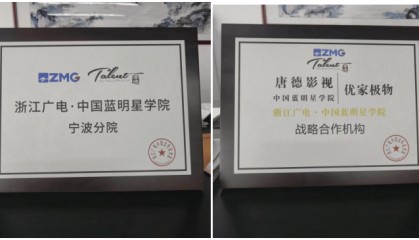 ZMG Talent
浙江广电·中国蓝明星学院
宁波分院
ZMG Talent
唐德影视 优家极物
中国蓝明星学院
浙江广电·中国蓝明星学院
战略合作机构